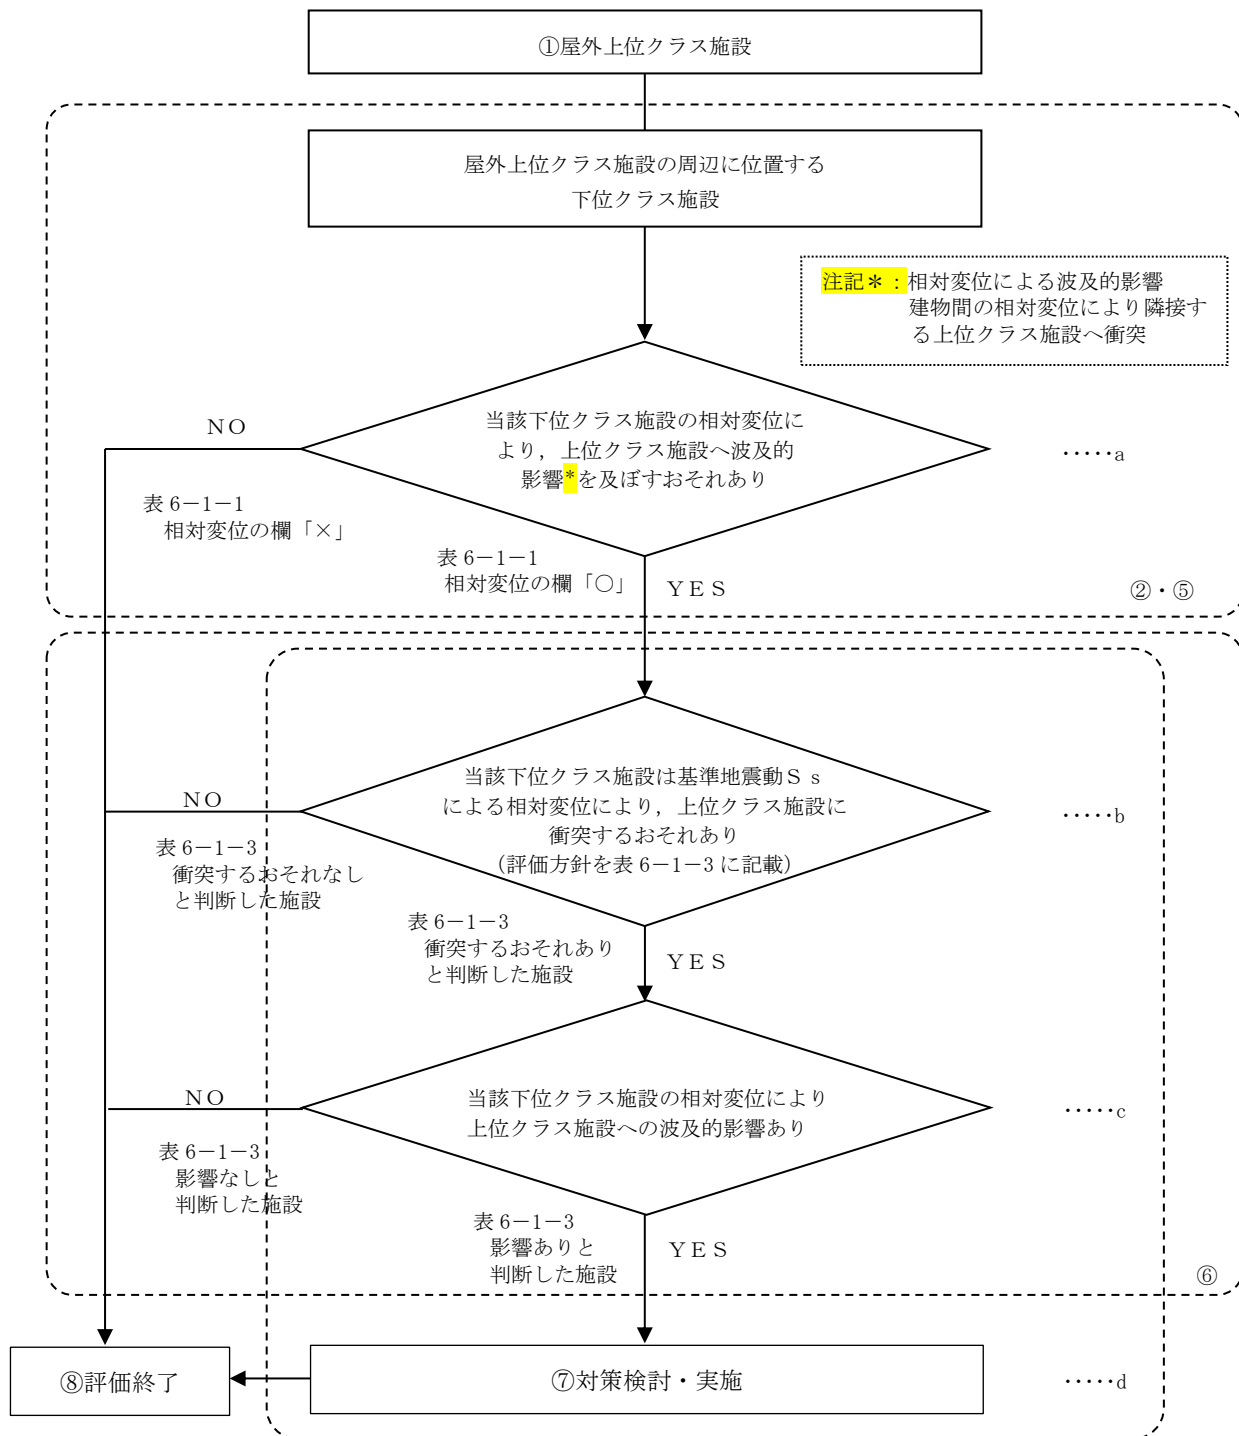 ①屋外上位クラス施設
屋外上位クラス施設の周辺に位置する
下位クラス施設
注記＊：相対変位による波及的影響
建物間の相対変位により隣接す
る上位クラス施設へ衝突
当該下位クラス施設の相対変位に
より，上位クラス施設へ波及的
影響*を及ぼすおそれあり
ＮＯ
‥‥‥a
表 6－1－1
相対変位の欄「×」
表 6－1－1
相対変位の欄「○」
ＹＥＳ
②・⑤
当該下位クラス施設は基準地震動Ｓｓ
による相対変位により，上位クラス施設に
衝突するおそれあり
（評価方針を表 6－1－3 に記載）
ＮＯ
‥‥‥b
表 6－1－3
衝突するおそれなし
と判断した施設
表 6－1－3
衝突するおそれあり
と判断した施設
ＹＥＳ
当該下位クラス施設の相対変位により
上位クラス施設への波及的影響あり
ＮＯ
‥‥‥c
表 6－1－3
影響なしと
判断した施設
表 6－1－3
影響ありと
判断した施設
ＹＥＳ
⑥
⑧評価終了
⑦対策検討・実施
‥‥‥d